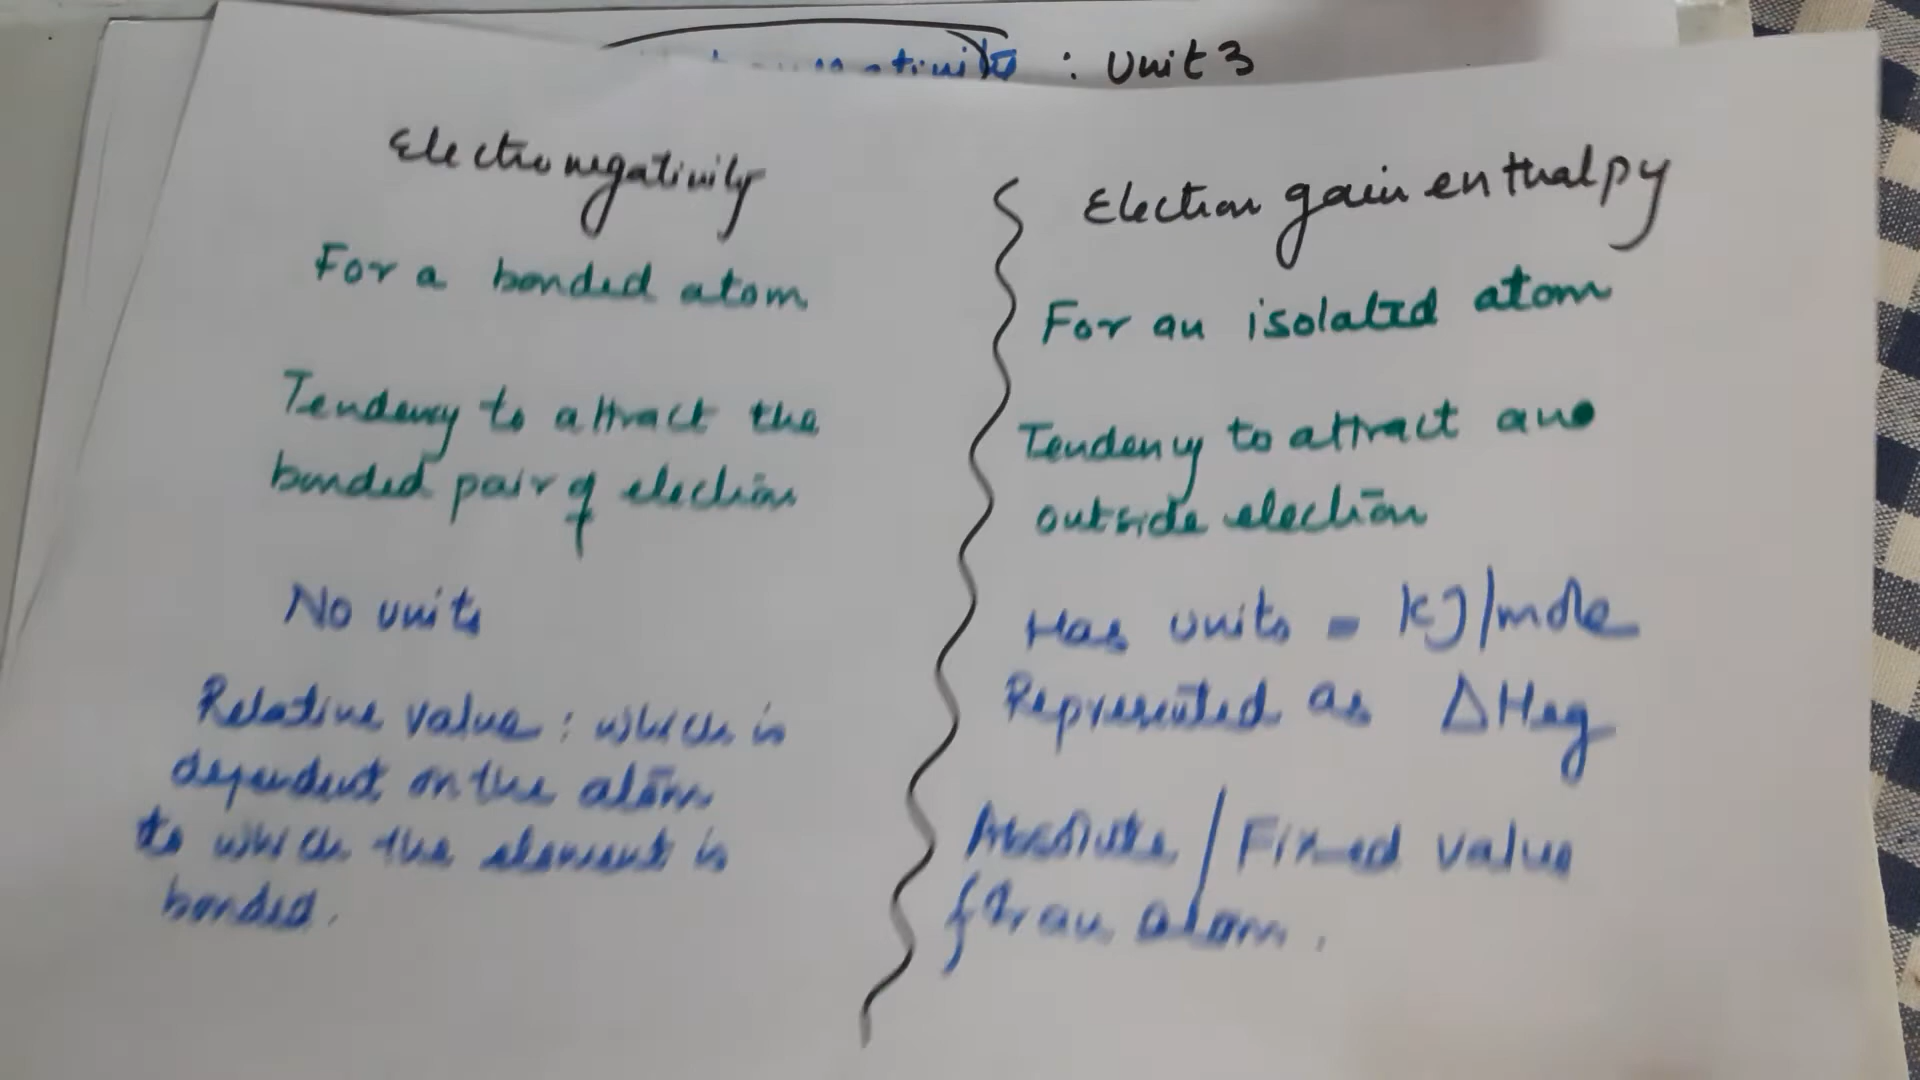 : Unit 3
Electronegativity
For a bonded atom
Tendency to attract the
bonded pair of electron
No units
Relative value : which is
dependent on the atom
to which the element is
bonded.
Electron gain enthalpy
For an isolated atom
Tendency to attract an
outside electron
Has units - KJ/mole
Represented as ΔHeg
Absolute / Fixed value
for an atom.